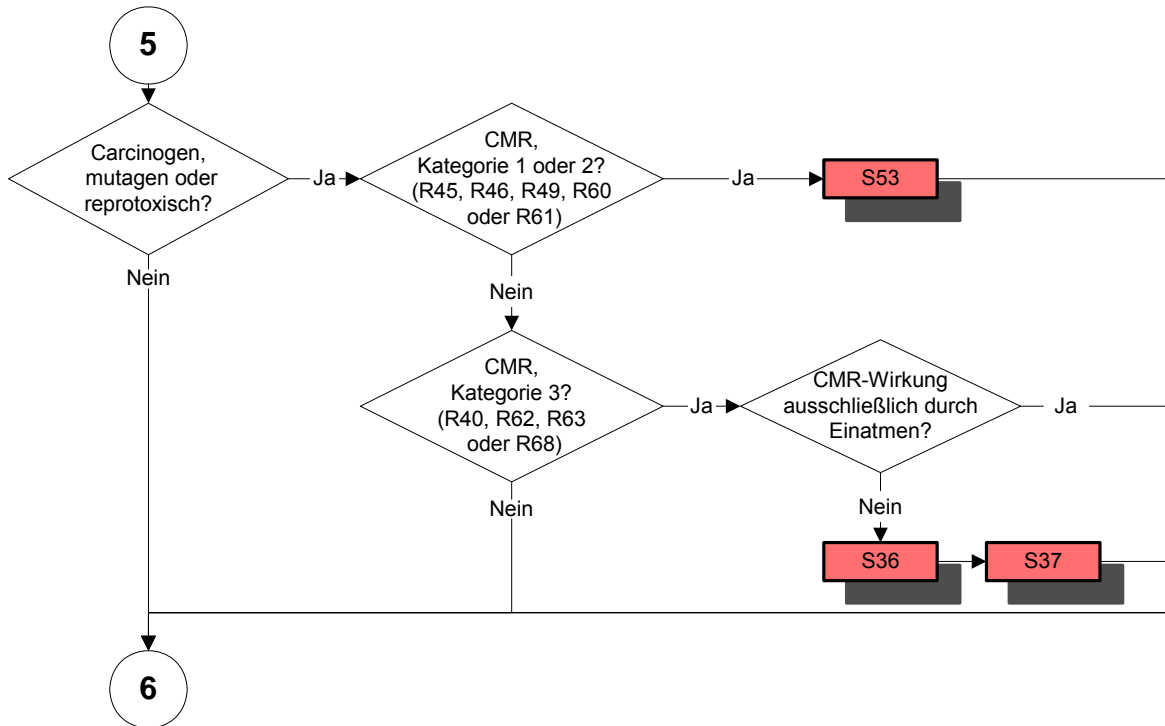 5
Carcinogen,
mutagen oder
reprotoxisch?
Ja
CMR,
Kategorie 1 oder 2?
(R45, R46, R49, R60
oder R61)
Ja
S53
Nein
Nein
CMR,
Kategorie 3?
(R40, R62, R63
oder R68)
Ja
CMR-Wirkung
ausschließlich durch
Einatmen?
Ja
Nein
Nein
S36
S37
6